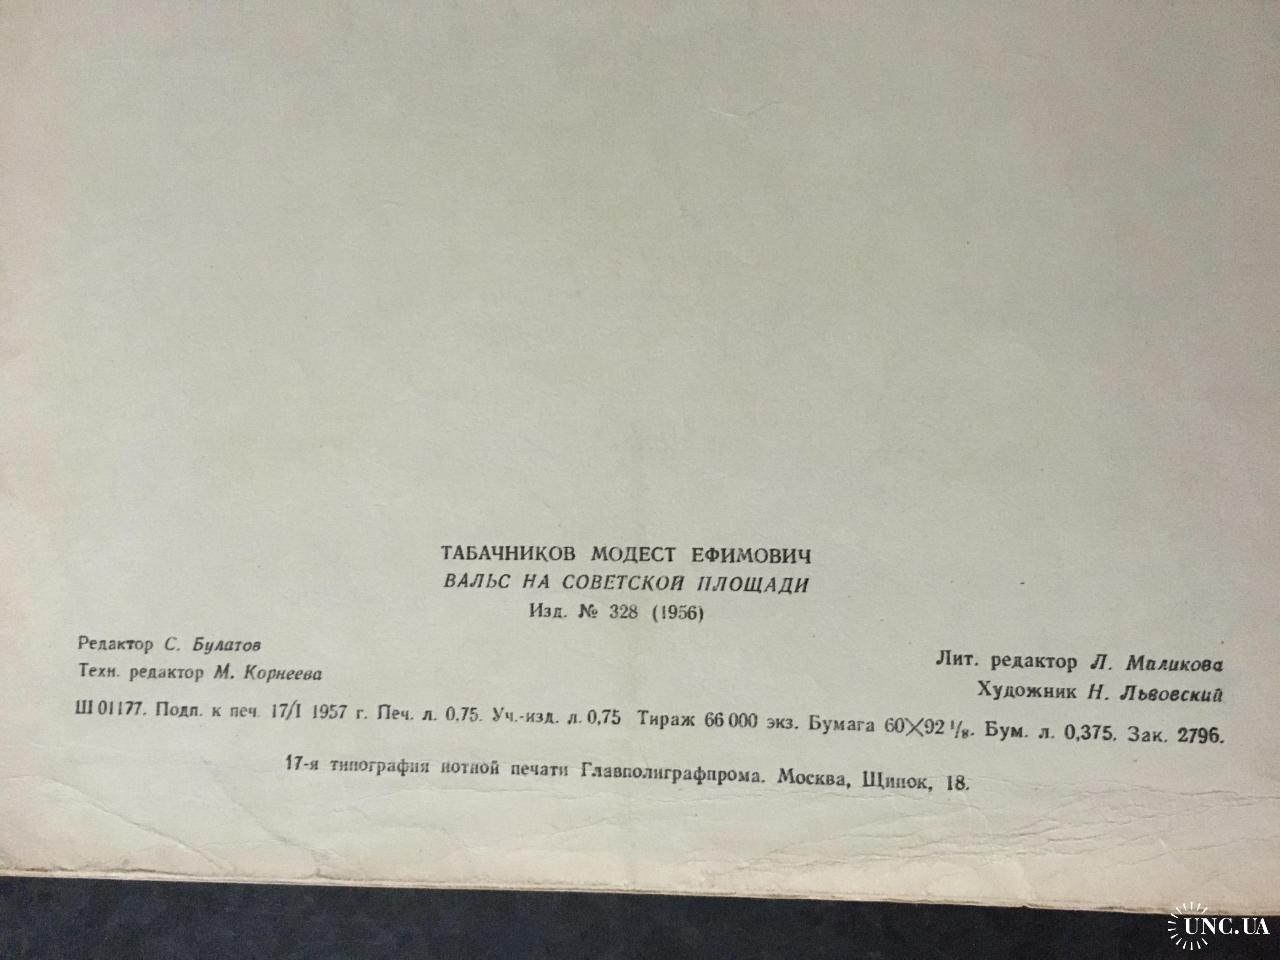 ТАБАЧНИКОВ МОДЕСТ ЕФИМОВИЧ
ВАЛЬС НА СОВЕТСКОЙ ПЛОЩАДИ
Изд. № 328 (1956)
Редактор С. Булатов
Техн. редактор М. Корнеева
Лит. редактор Л. Маликова
Художник Н. Львовский
Ш 01177. Подп. к печ. 17/I 1957 г. Печ. л. 0.75. Уч.-изд. л. 0,75 Тираж 66 000 экз. Бумага 60×92 ¹/₈. Бум. л. 0,375. Зак. 2796.
17-я типография нотной печати Главполиграфпрома. Москва, Щипок, 18.
UNC.UA